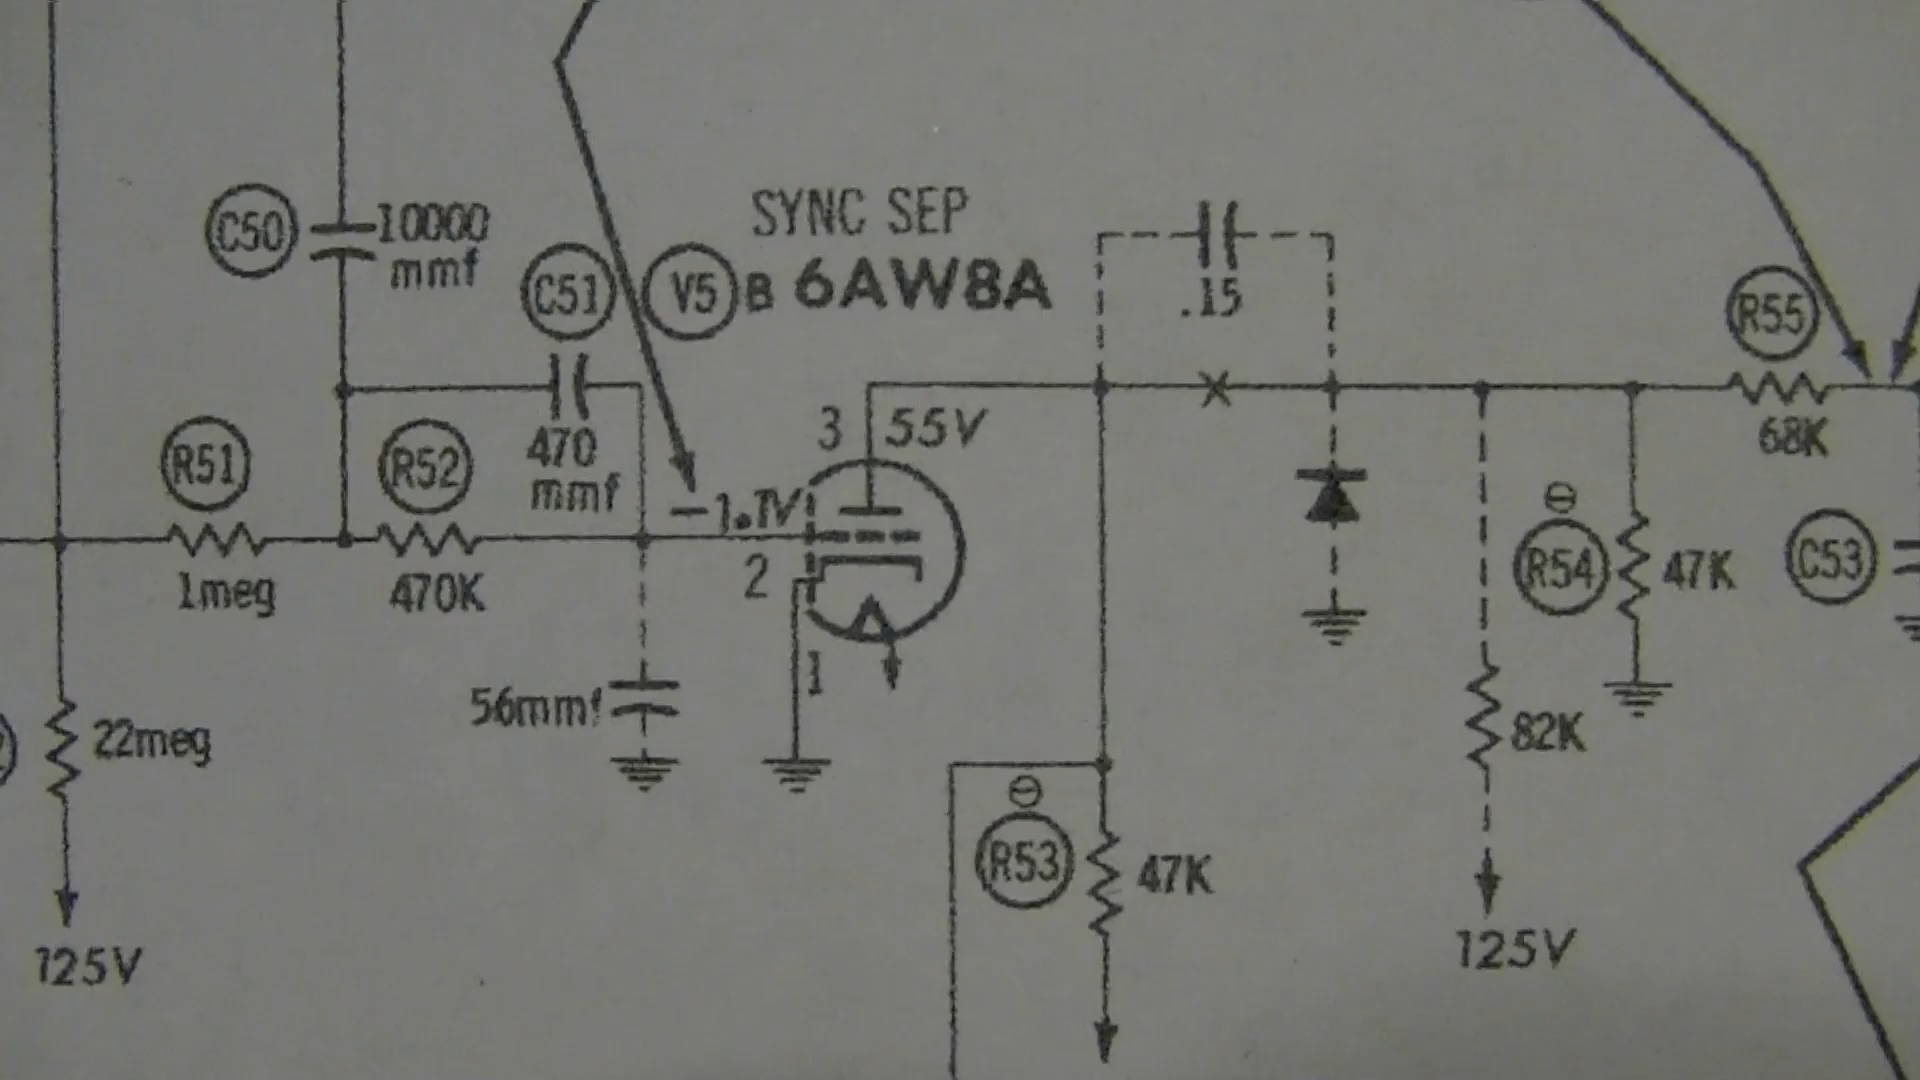 SYNC SEP
C50
10000
mmf
C51
V5
B 6AW8A
.15
R55
470
mmf
3
55V
68K
R51
R52
-1.1V
2
1meg
470K
R54
47K
C53
1
56mmf
22meg
82K
R53
47K
125V
125V